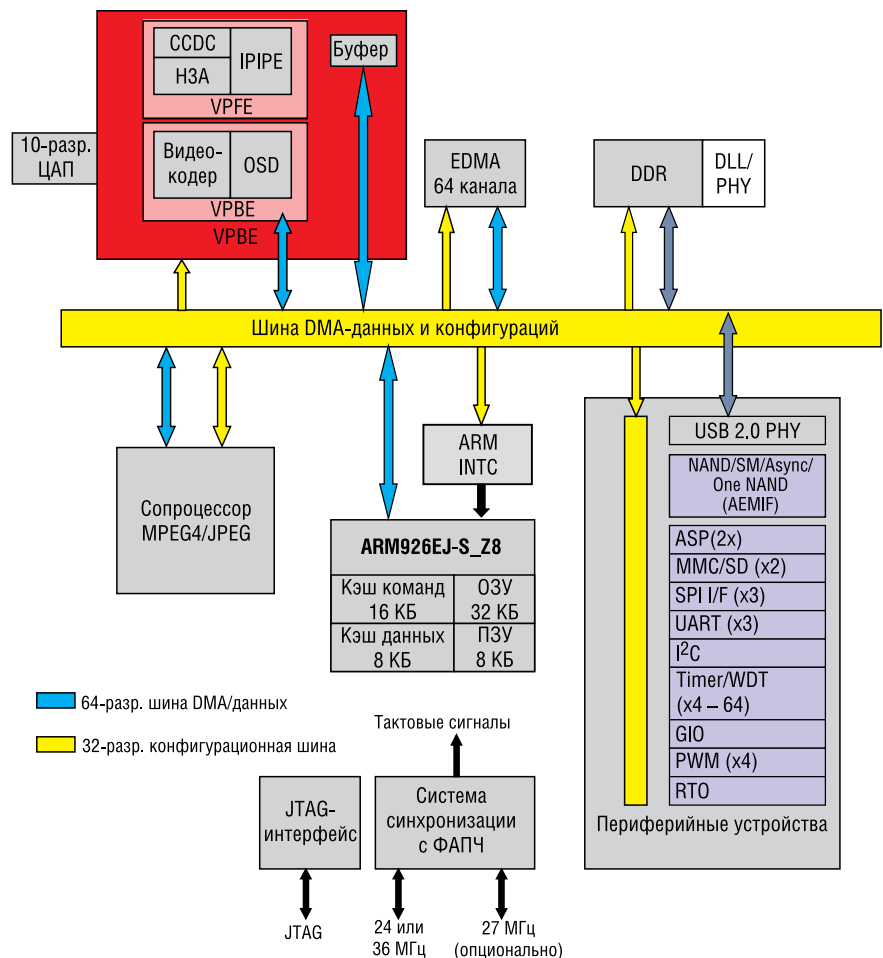 CCDC
H3A
IPIPE
VPFE
Буфер
10-разр.
ЦАП
Видео-
кодер
OSD
VPBE
VPBE
EDMA
64 канала
DDR
DLL/
PHY
Шина DMA-данных и конфигураций
Сопроцессор
MPEG4/JPEG
ARM
INTC
ARM926EJ-S_Z8
Кэш команд
16 КБ
ОЗУ
32 КБ
Кэш данных
8 КБ
ПЗУ
8 КБ
USB 2.0 PHY
NAND/SM/Async/
One NAND
(AEMIF)
ASP(2x)
MMC/SD (x2)
SPI I/F (x3)
UART (x3)
I²C
Timer/WDT
(x4 – 64)
GIO
PWM (x4)
RTO
Периферийные устройства
64-разр. шина DMA/данных
32-разр. конфигурационная шина
Тактовые сигналы
JTAG-
интерфейс
Система
синхронизации
с ФАПЧ
JTAG
24 или
36 МГц
27 МГц
(опционально)